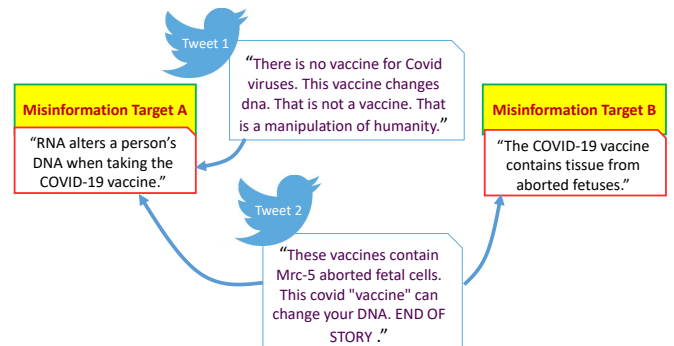 Tweet 1
“There is no vaccine for Covid
viruses. This vaccine changes
dna. That is not a vaccine. That
is a manipulation of humanity.”
Misinformation Target A
“RNA alters a person’s
DNA when taking the
COVID-19 vaccine.”
Misinformation Target B
“The COVID-19 vaccine
contains tissue from
aborted fetuses.”
Tweet 2
“These vaccines contain
Mrc-5 aborted fetal cells.
This covid "vaccine" can
change your DNA. END OF
STORY .”